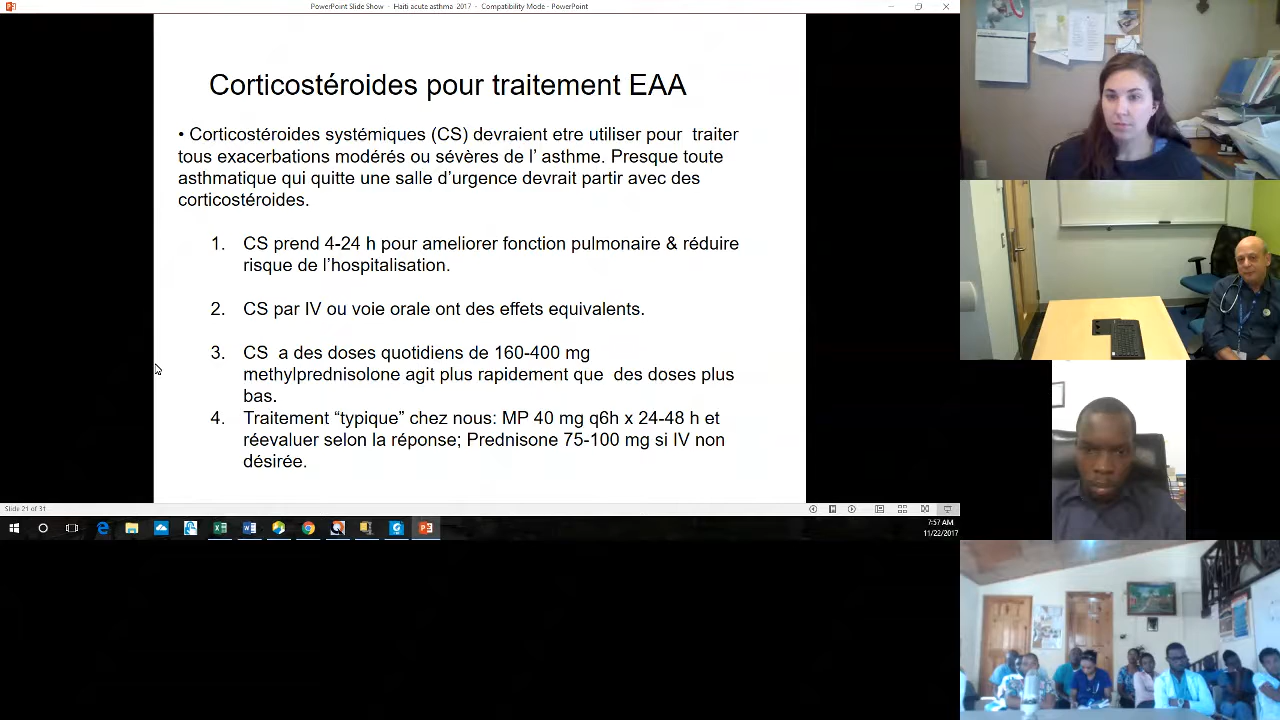 PowerPoint Slide Show - Haiti acute asthma 2017 - Compatibility Mode - PowerPoint
Corticostéroides pour traitement EAA
• Corticostéroides systémiques (CS) devraient etre utiliser pour traiter
tous exacerbations modérés ou sévères de l' asthme. Presque toute
asthmatique qui quitte une salle d'urgence devrait partir avec des
corticostéroides.
1. CS prend 4-24 h pour ameliorer fonction pulmonaire & réduire
risque de l'hospitalisation.
2. CS par IV ou voie orale ont des effets equivalents.
3. CS a des doses quotidiens de 160-400 mg
methylprednisolone agit plus rapidement que des doses plus
bas.
4. Traitement “typique” chez nous: MP 40 mg q6h x 24-48 h et
réevaluer selon la réponse; Prednisone 75-100 mg si IV non
désirée.
Slide 21 of 31
7:57 AM
11/22/2017